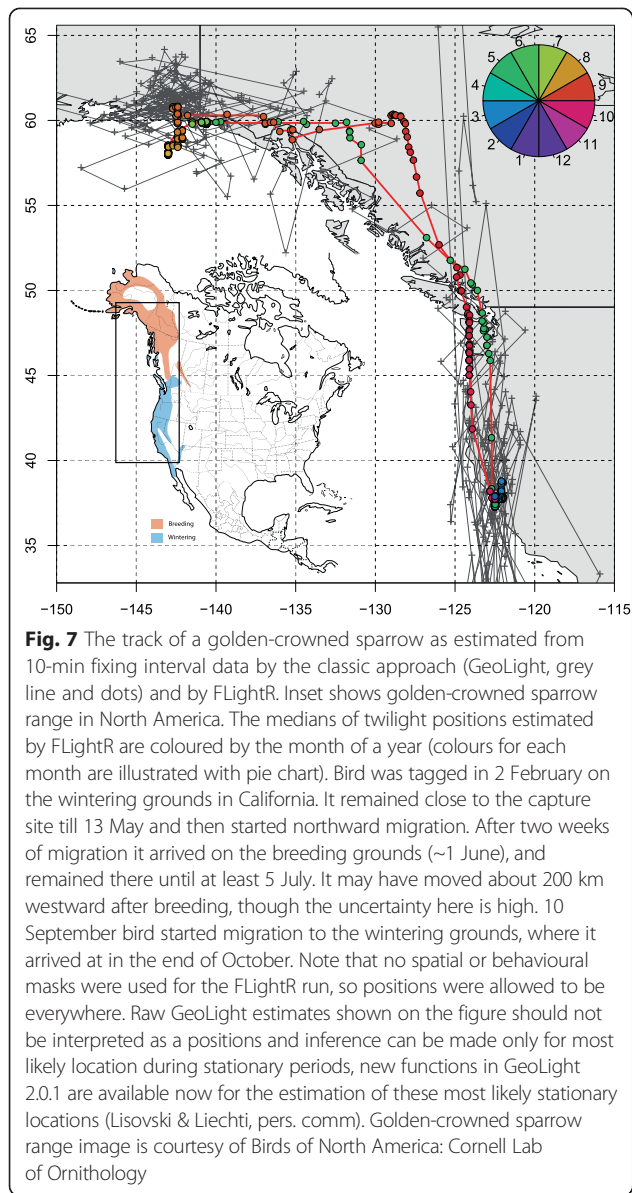 65
60
55
50
45
40
35
6
7
5
8
4
9
3
10
2
11
1
12
Breeding
Wintering
−150
−145
−140
−135
−130
−125
−120
−115
Fig. 7 The track of a golden-crowned sparrow as estimated from
10-min fixing interval data by the classic approach (GeoLight, grey
line and dots) and by FLightR. Inset shows golden-crowned sparrow
range in North America. The medians of twilight positions estimated
by FLightR are coloured by the month of a year (colours for each
month are illustrated with pie chart). Bird was tagged in 2 February on
the wintering grounds in California. It remained close to the capture
site till 13 May and then started northward migration. After two weeks
of migration it arrived on the breeding grounds (~1 June), and
remained there until at least 5 July. It may have moved about 200 km
westward after breeding, though the uncertainty here is high. 10
September bird started migration to the wintering grounds, where it
arrived at in the end of October. Note that no spatial or behavioural
masks were used for the FLightR run, so positions were allowed to be
everywhere. Raw GeoLight estimates shown on the figure should not
be interpreted as a positions and inference can be made only for most
likely location during stationary periods, new functions in GeoLight
2.0.1 are available now for the estimation of these most likely stationary
locations (Lisovski & Liechti, pers. comm). Golden-crowned sparrow
range image is courtesy of Birds of North America: Cornell Lab
of Ornithology